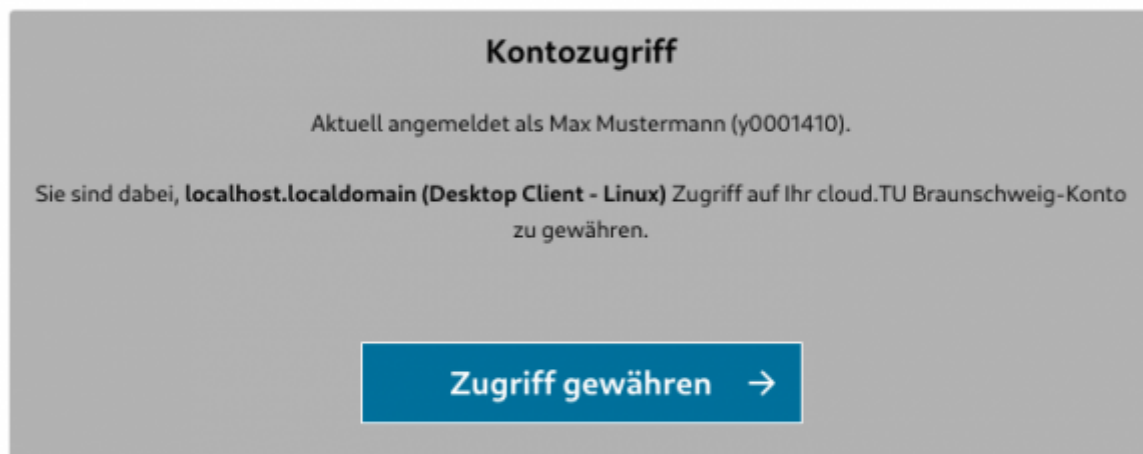 Kontozugriff
Aktuell angemeldet als Max Mustermann (y0001410).
Sie sind dabei, localhost.localdomain (Desktop Client - Linux) Zugriff auf Ihr cloud.TU Braunschweig-Konto
zu gewähren.
Zugriff gewähren →